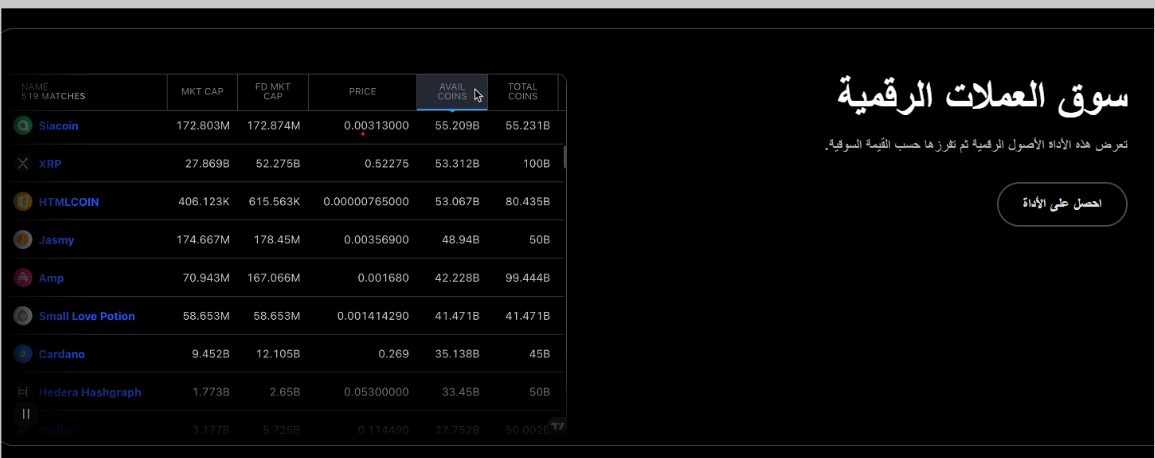 سوق العملات الرقمية
تعرض هذه الأداة الأصول الرقمية ثم تفرزها حسب القيمة السوقية.
احصل على الأداة
NAME
519 MATCHES
MKT CAP
FD MKT CAP
PRICE
AVAIL COINS
TOTAL COINS
Siacoin 172.803M 172.874M 0.00313000 55.209B 55.231B
XRP 27.869B 52.275B 0.52275 53.312B 100B
HTMLCOIN 406.123K 615.563K 0.00000765000 53.067B 80.435B
Jasmy 174.667M 178.45M 0.00356900 48.94B 50B
Amp 70.943M 167.066M 0.001680 42.228B 99.444B
Small Love Potion 58.653M 58.653M 0.001414290 41.471B 41.471B
Cardano 9.452B 12.105B 0.269 35.138B 45B
Hedera Hashgraph 1.773B 2.65B 0.05300000 33.45B 50B
Stellar 3.177B 5.725B 0.114490 27.752B 50.002B